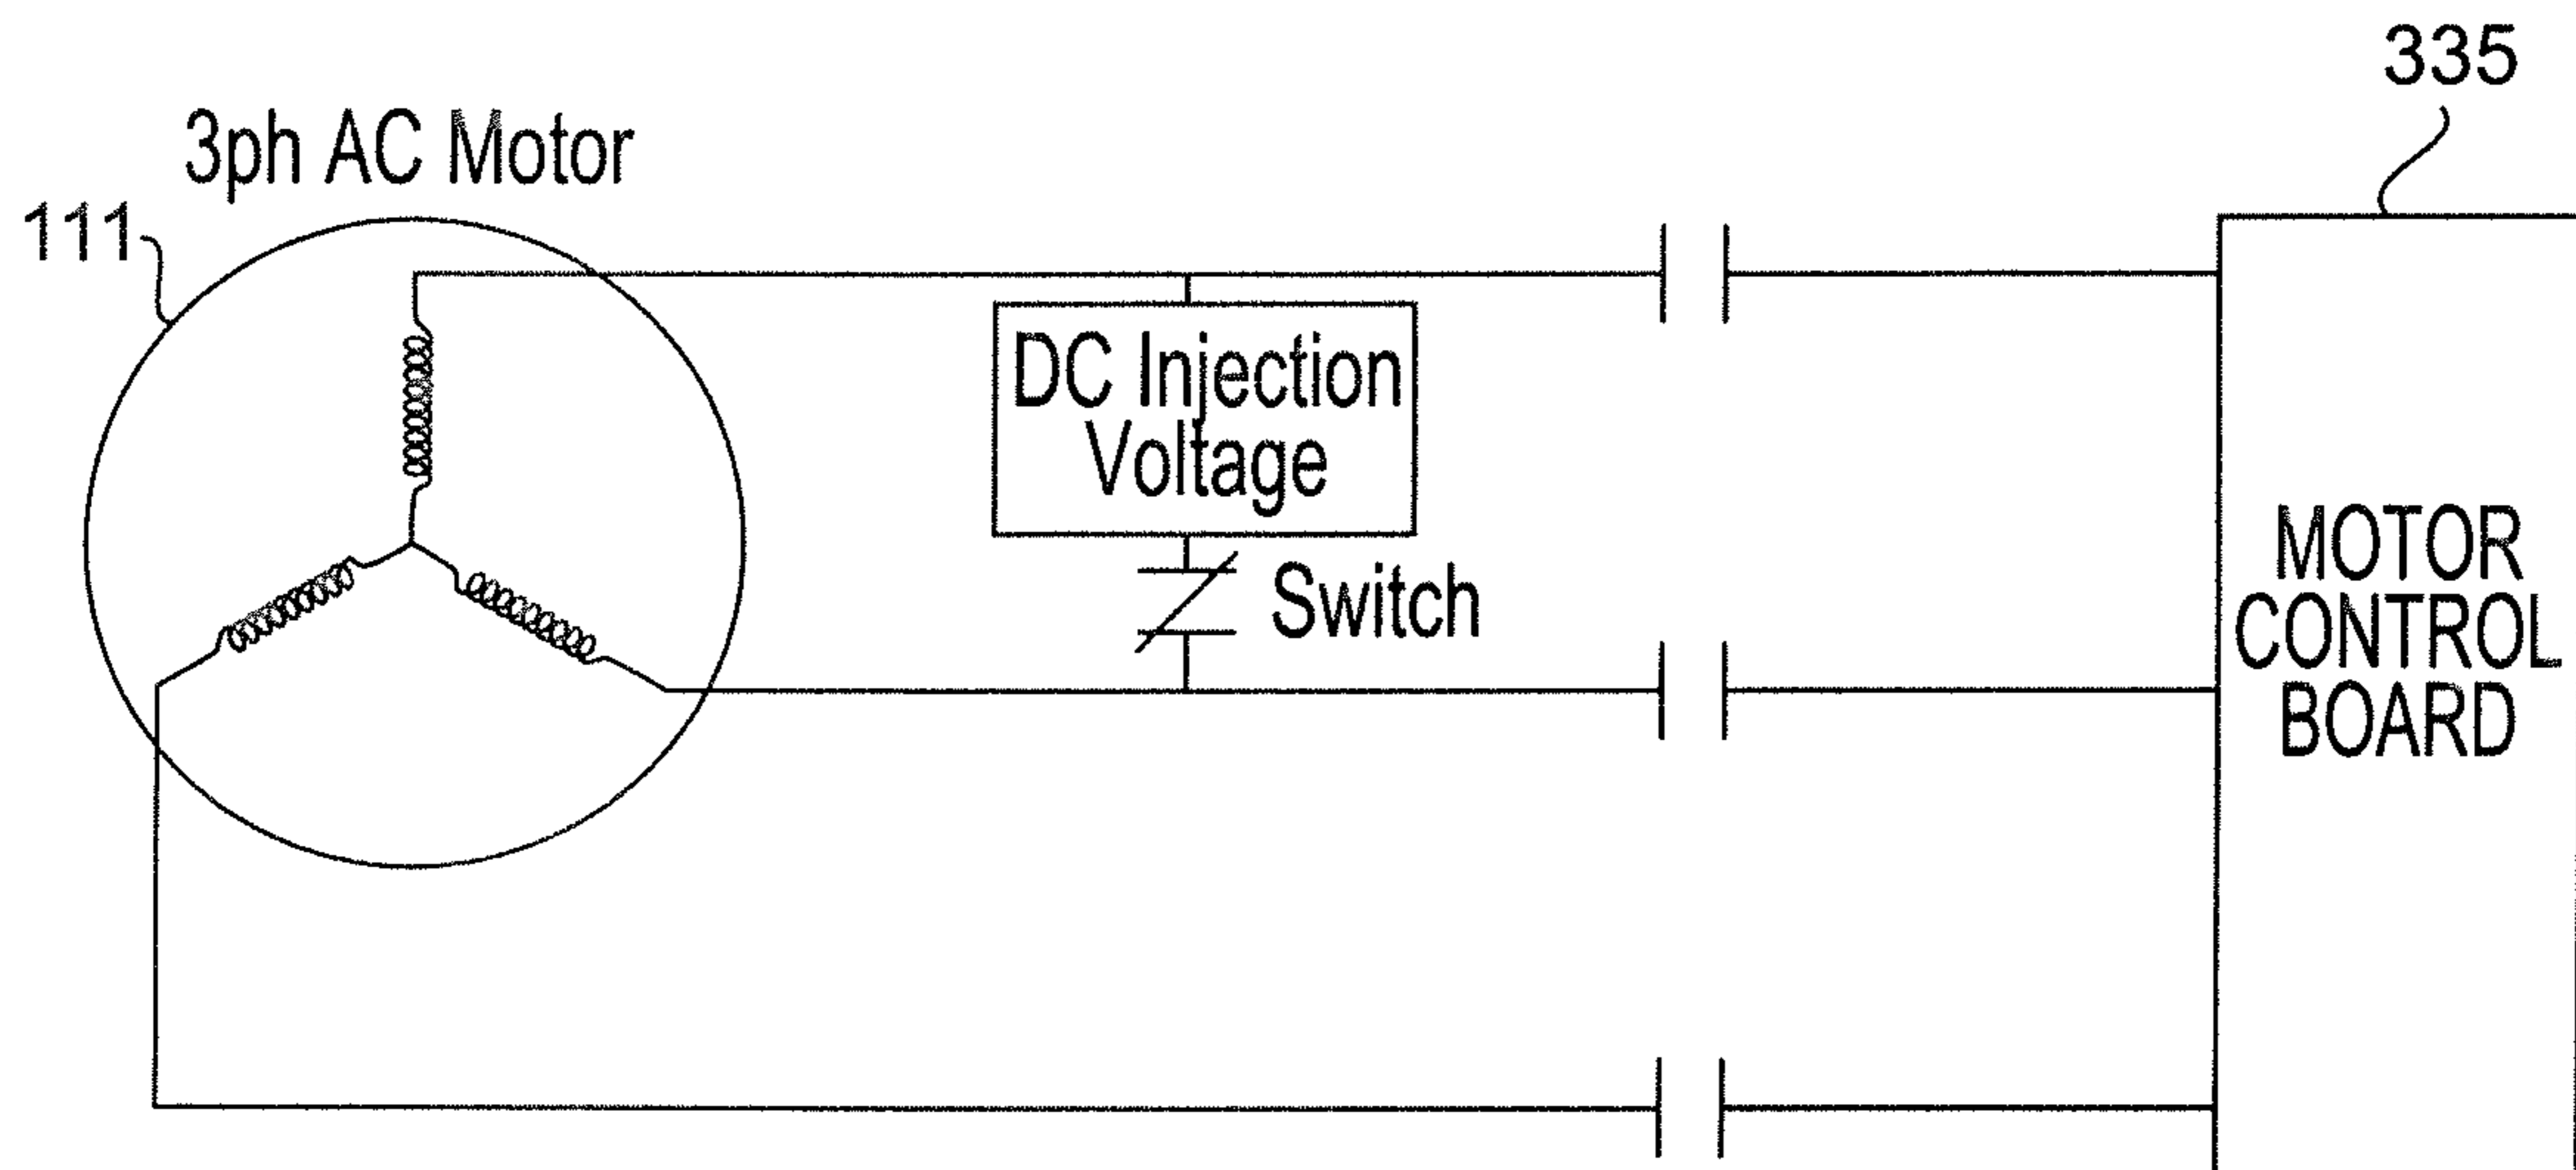 335
3ph AC Motor
111
DC Injection
Voltage
Switch
MOTOR
CONTROL
BOARD